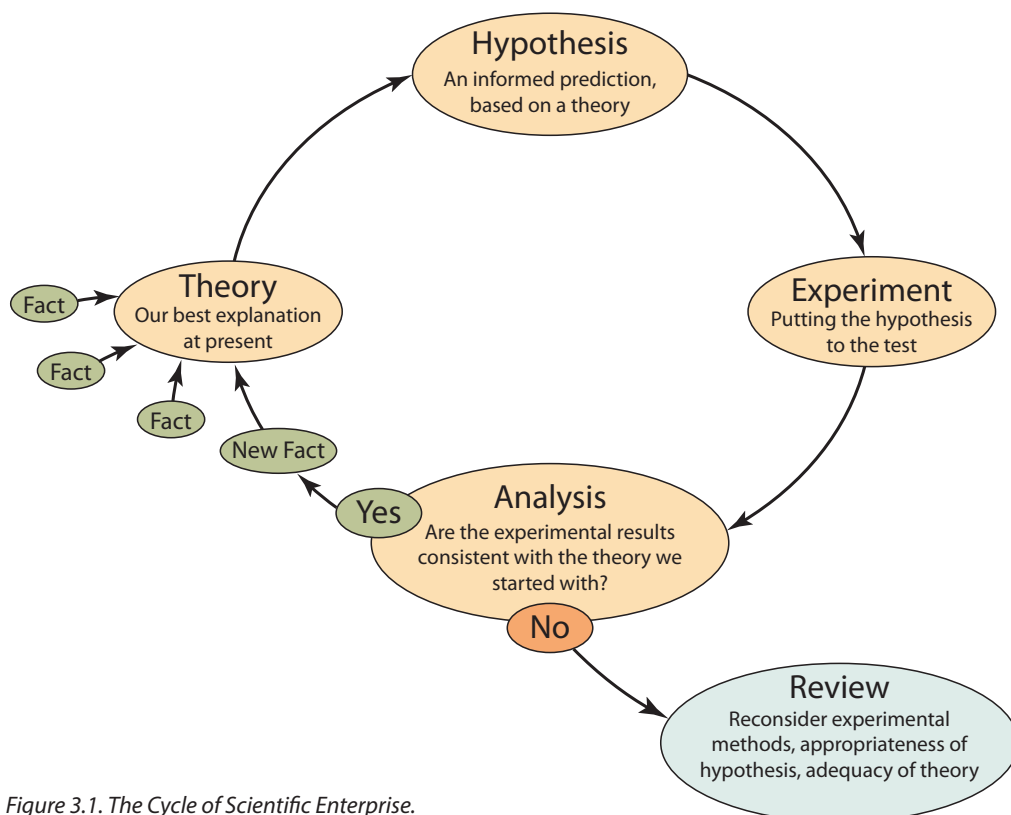 Hypothesis
An informed prediction,
based on a theory
Theory
Our best explanation
at present
Experiment
Putting the hypothesis
to the test
Fact
Fact
Fact
New Fact
Yes
Analysis
Are the experimental results
consistent with the theory we
started with?
No
Review
Reconsider experimental
methods, appropriateness of
hypothesis, adequacy of theory
Figure 3.1. The Cycle of Scientific Enterprise.